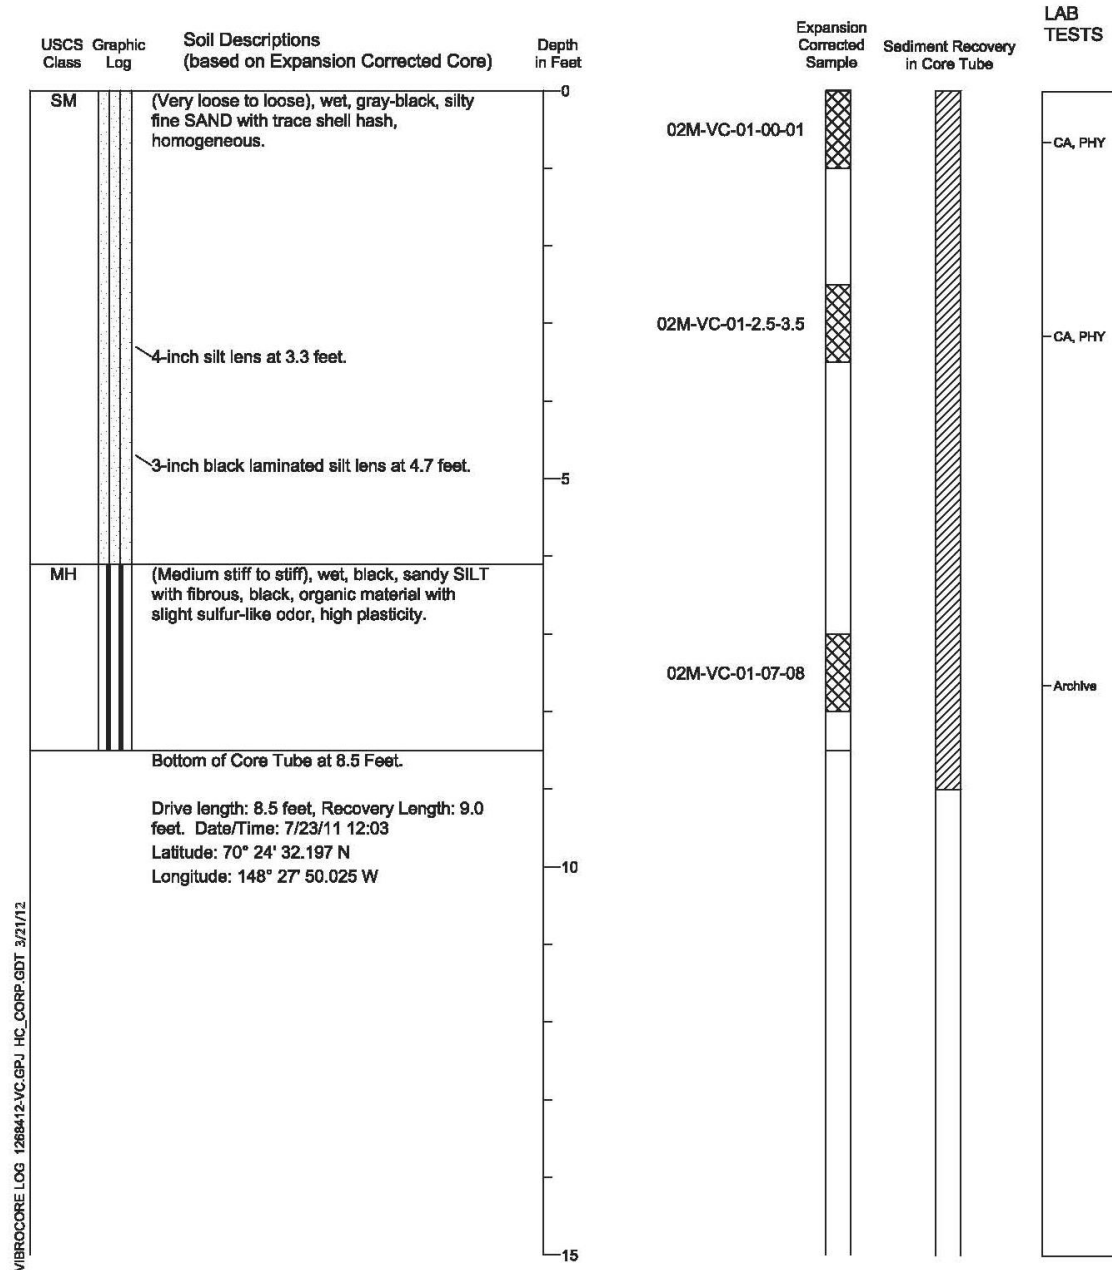 LAB
TESTS
USCS Class
Graphic Log
Soil Descriptions
(based on Expansion Corrected Core)
Depth
in Feet
Expansion
Corrected
Sample
Sediment Recovery
in Core Tube
SM
(Very loose to loose), wet, gray-black, silty
fine SAND with trace shell hash,
homogeneous.
0
02M-VC-01-00-01
CA, PHY
02M-VC-01-2.5-3.5
CA, PHY
4-inch silt lens at 3.3 feet.
3-inch black laminated silt lens at 4.7 feet.
5
MH
(Medium stiff to stiff), wet, black, sandy SILT
with fibrous, black, organic material with
slight sulfur-like odor, high plasticity.
02M-VC-01-07-08
Archive
Bottom of Core Tube at 8.5 Feet.
Drive length: 8.5 feet, Recovery Length: 9.0
feet. Date/Time: 7/23/11 12:03
Latitude: 70° 24' 32.197 N
Longitude: 148° 27' 50.025 W
10
15
VIBROCORE LOG 1268412-VC.GPJ HC_CORP.GDT 3/21/12